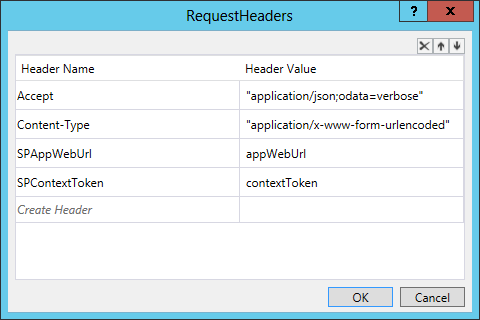 RequestHeaders
? X
Header Name Header Value
Accept "application/json;odata=verbose"
Content-Type "application/x-www-form-urlencoded"
SPAppWebUrl appWebUrl
SPContextToken contextToken
Create Header
OK Cancel